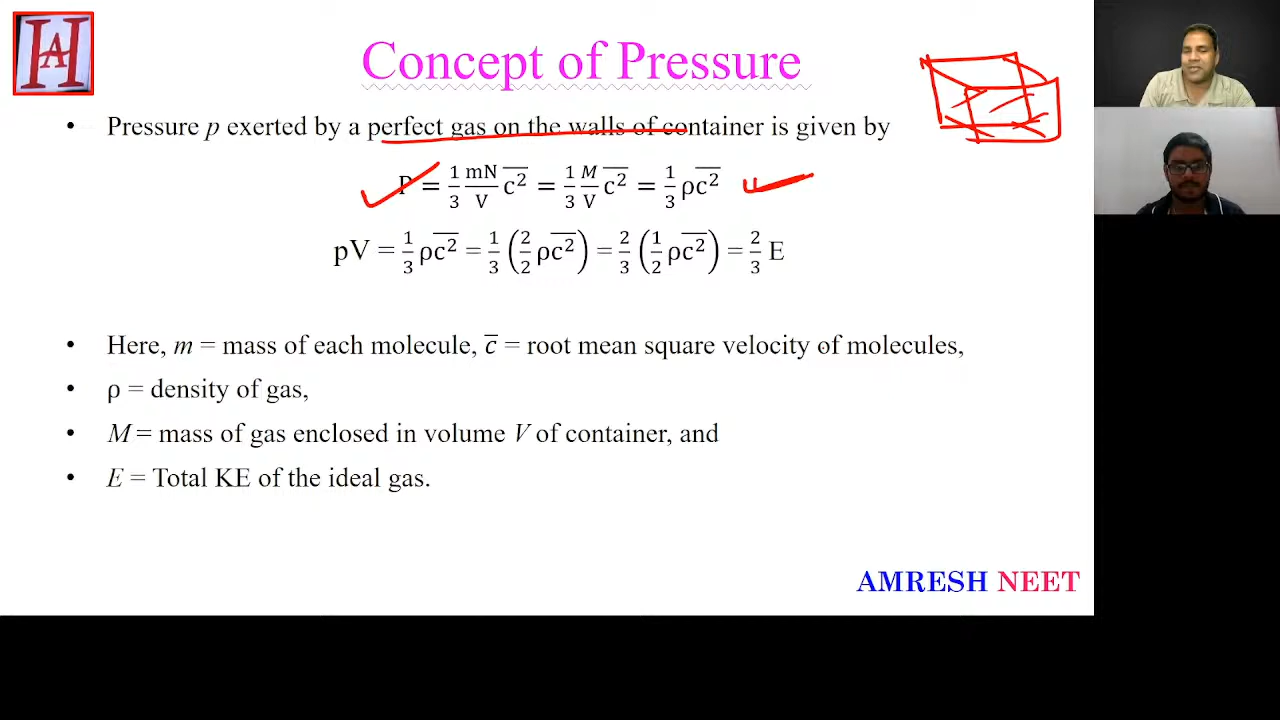 HA
Concept of Pressure
• Pressure p exerted by a perfect gas on the walls of container is given by
P = 1/3 mN/V c̅²̅ = 1/3 M/V c̅²̅ = 1/3 ρc̅²̅
pV = 1/3 ρc̅²̅ = 1/3 (2/2 ρc̅²̅) = 2/3 (1/2 ρc̅²̅) = 2/3 E
• Here, m = mass of each molecule, c̅ = root mean square velocity of molecules,
• ρ = density of gas,
• M = mass of gas enclosed in volume V of container, and
• E = Total KE of the ideal gas.
AMRESH NEET